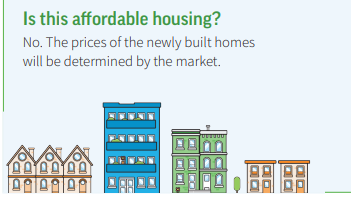 Is this affordable housing?
No. The prices of the newly built homes
will be determined by the market.